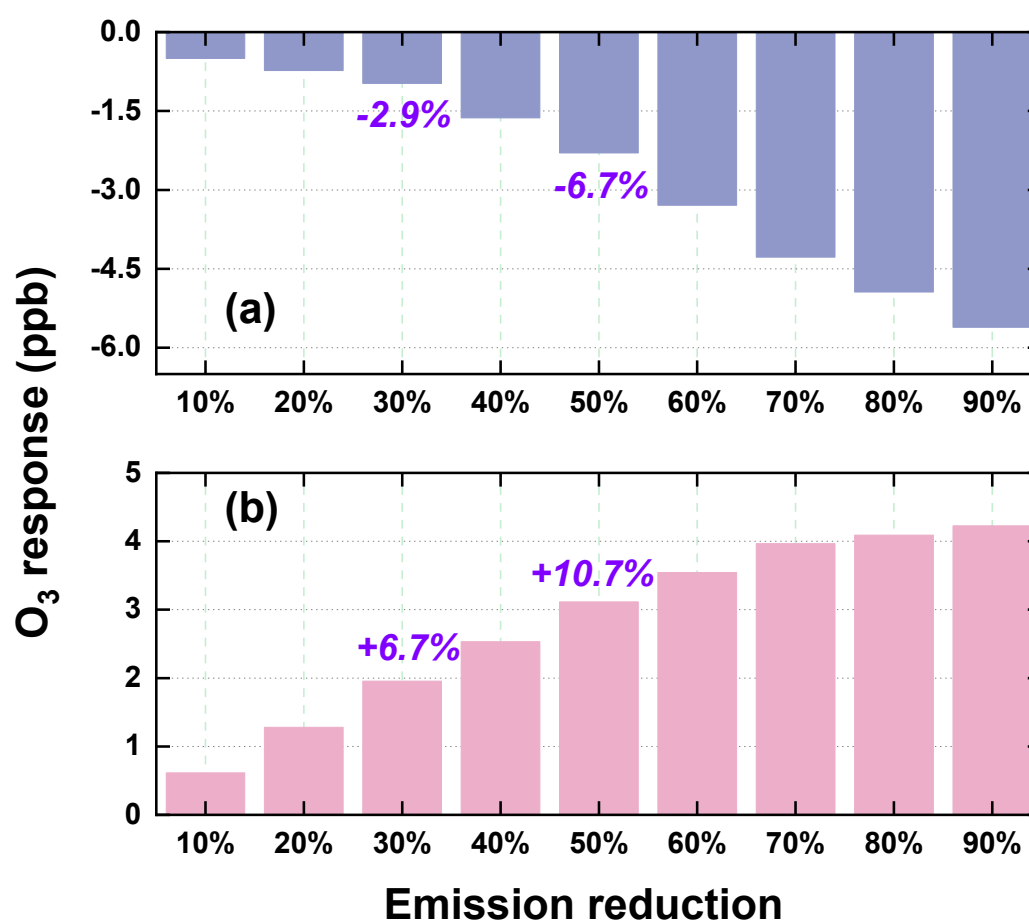 O₃ response (ppb)
0.0
-1.5
-3.0
-4.5
-6.0
-2.9%
-6.7%
(a)
10% 20% 30% 40% 50% 60% 70% 80% 90%
5
4
3
2
1
0
(b)
+10.7%
+6.7%
10% 20% 30% 40% 50% 60% 70% 80% 90%
Emission reduction